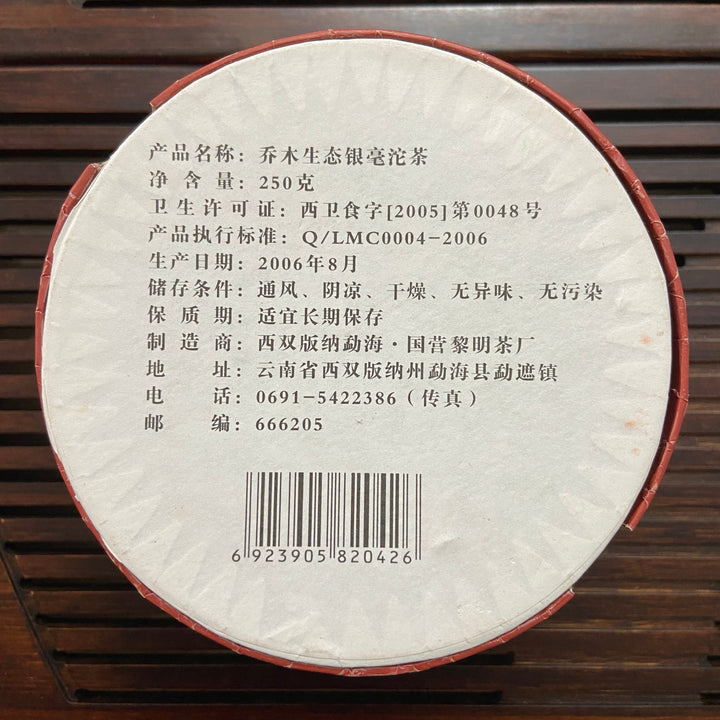 产品名称：乔木生态银毫沱茶
净 含 量：250克
卫生许可证：西卫食字[2005]第0048号
产品执行标准：Q/LMC0004-2006
生产日期：2006年8月
储存条件：通风、阴凉、干燥、无异味、无污染
保 质 期：适宜长期保存
制 造 商：西双版纳勐海·国营黎明茶厂
地 址：云南省西双版纳州勐海县勐遮镇
电 话：0691-5422386（传真）
邮 编：666205
6 923905 820426